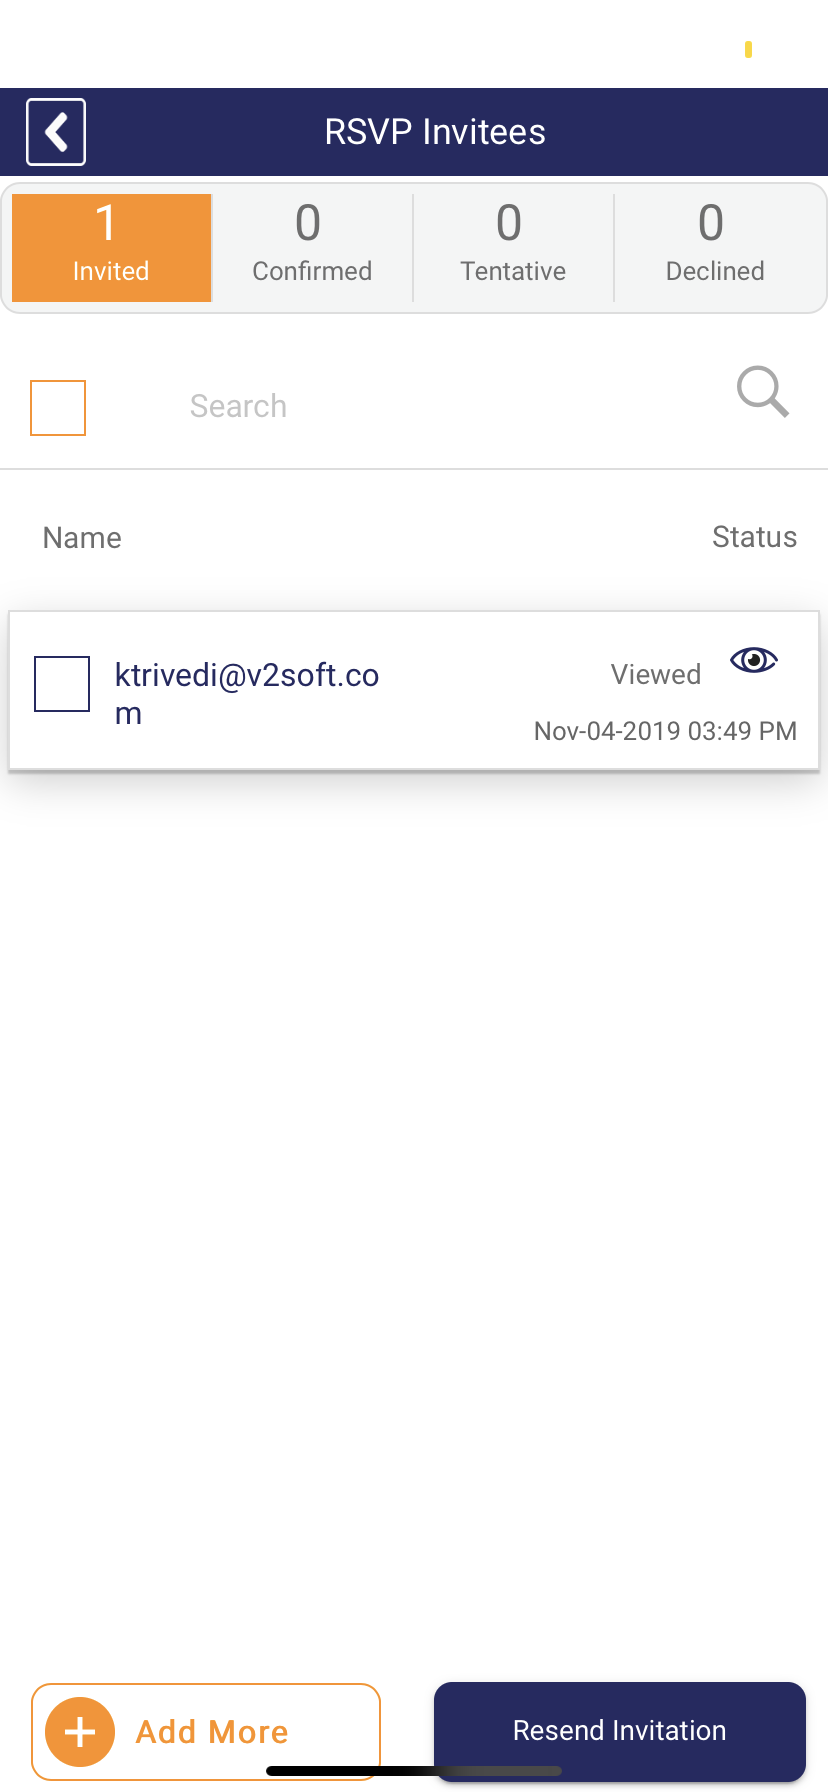 RSVP Invitees
1 0 0 0
Invited Confirmed Tentative Declined
Search
Name Status
ktrivedi@v2soft.co
m
Viewed
Nov-04-2019 03:49 PM
Add More
Resend Invitation